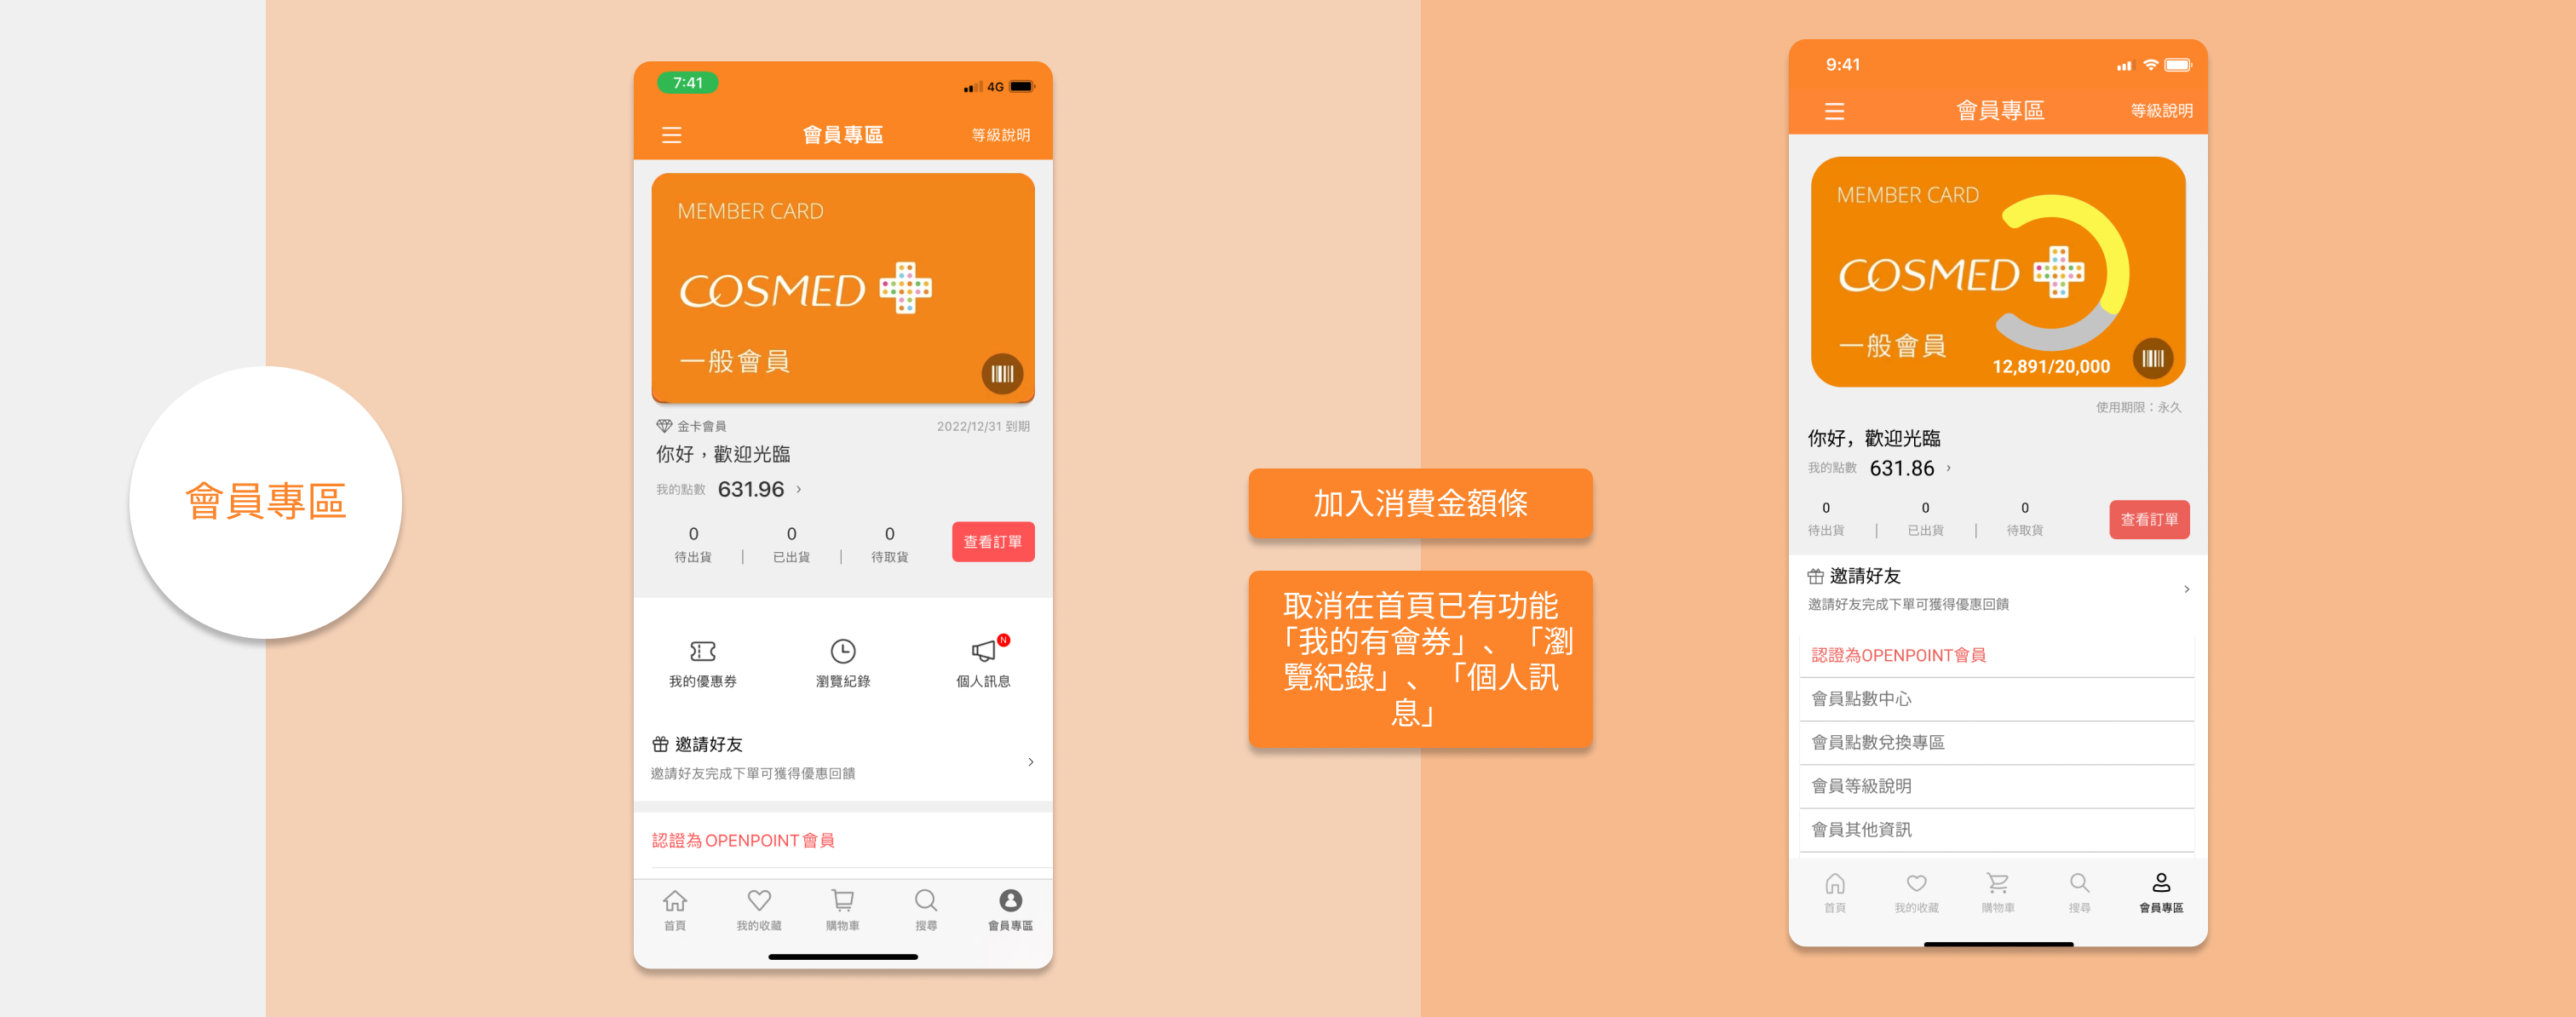 會員專區
7:41
4G
會員專區
等級說明
MEMBER CARD
COSMED
一般會員
金卡會員
2022/12/31 到期
你好，歡迎光臨
我的點數 631.96 ›
0 0 0
待出貨 | 已出貨 | 待取貨
查看訂單
N
我的優惠券 瀏覽紀錄 個人訊息
邀請好友
邀請好友完成下單可獲得優惠回饋
認證為 OPENPOINT 會員
首頁 我的收藏 購物車 搜尋 會員專區
加入消費金額條
取消在首頁已有功能
「我的有會券」、「瀏
覽紀錄」、「個人訊
息」
9:41
會員專區
等級說明
MEMBER CARD
COSMED
一般會員
12,891/20,000
使用期限：永久
你好，歡迎光臨
我的點數 631.86 ›
0 0 0
待出貨 | 已出貨 | 待取貨
查看訂單
邀請好友
邀請好友完成下單可獲得優惠回饋
認證為OPENPOINT會員
會員點數中心
會員點數兌換專區
會員等級說明
會員其他資訊
首頁 我的收藏 購物車 搜尋 會員專區